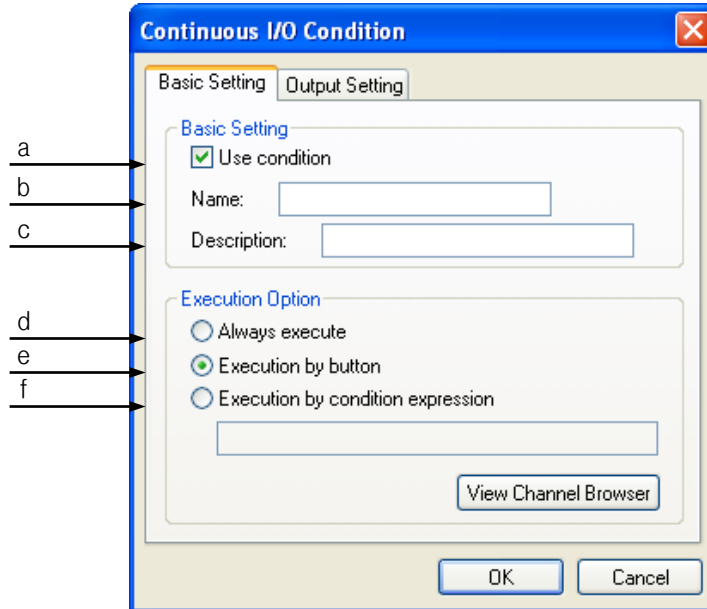 Continuous I/O Condition
Basic Setting Output Setting
Basic Setting
a
Use condition
b
Name:
c
Description:
Execution Option
d
Always execute
e
Execution by button
f
Execution by condition expression
View Channel Browser
OK Cancel